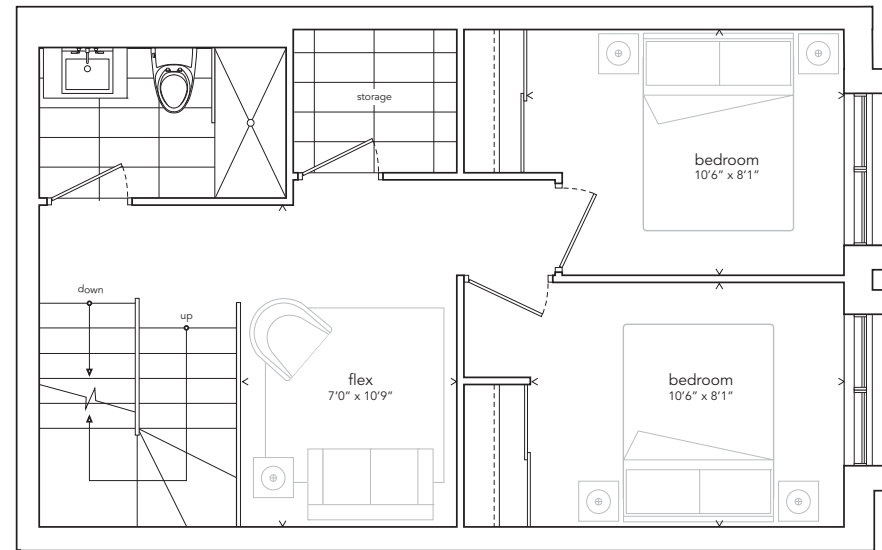 storage
bedroom
10’6” x 8’1”
down
up
flex
7’0” x 10’9”
bedroom
10’6” x 8’1”